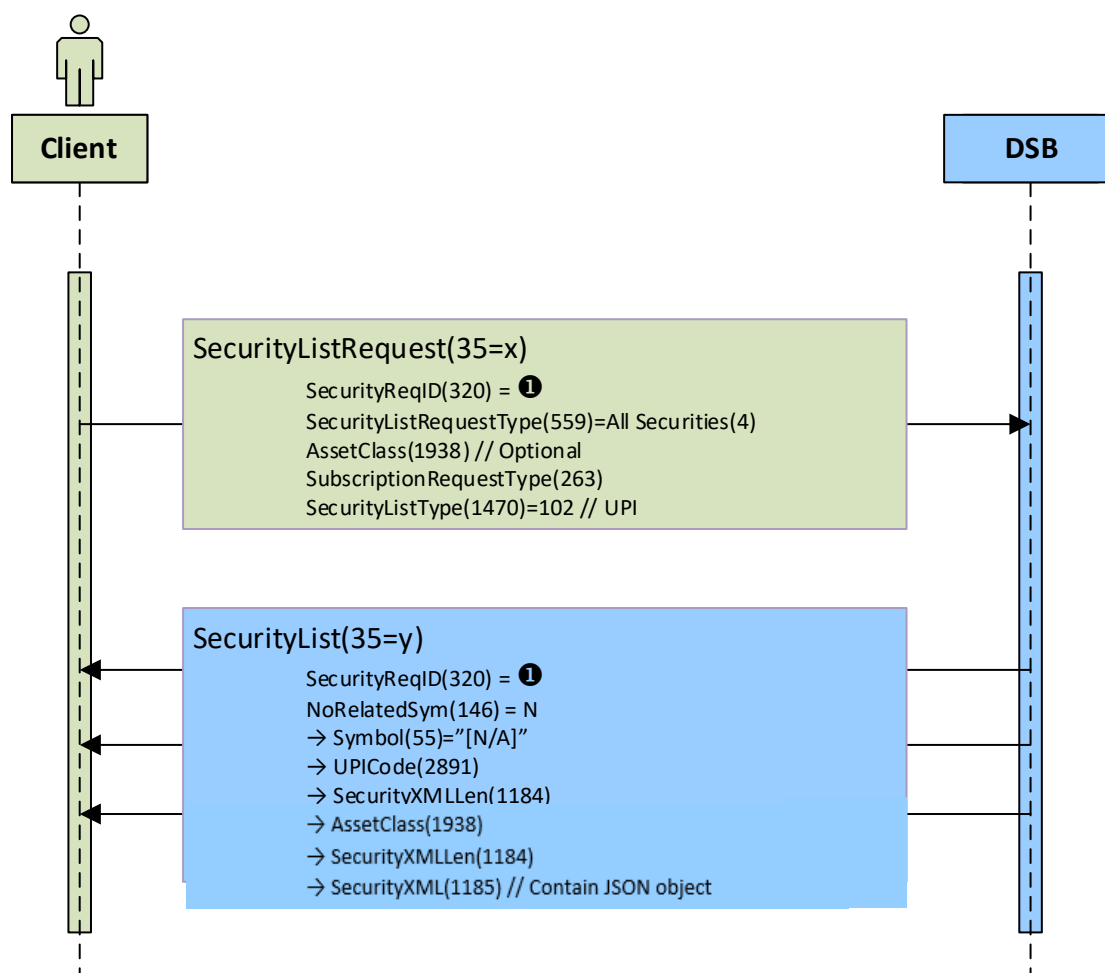 Client
DSB
SecurityListRequest(35=x)
SecurityReqID(320) = ❶
SecurityListRequestType(559)=All Securities(4)
AssetClass(1938) // Optional
SubscriptionRequestType(263)
SecurityListType(1470)=102 // UPI
SecurityList(35=y)
SecurityReqID(320) = ❶
NoRelatedSym(146) = N
→ Symbol(55)=”[N/A]”
→ UPICode(2891)
→ SecurityXMLLen(1184)
→ AssetClass(1938)
→ SecurityXMLLen(1184)
→ SecurityXML(1185) // Contain JSON object